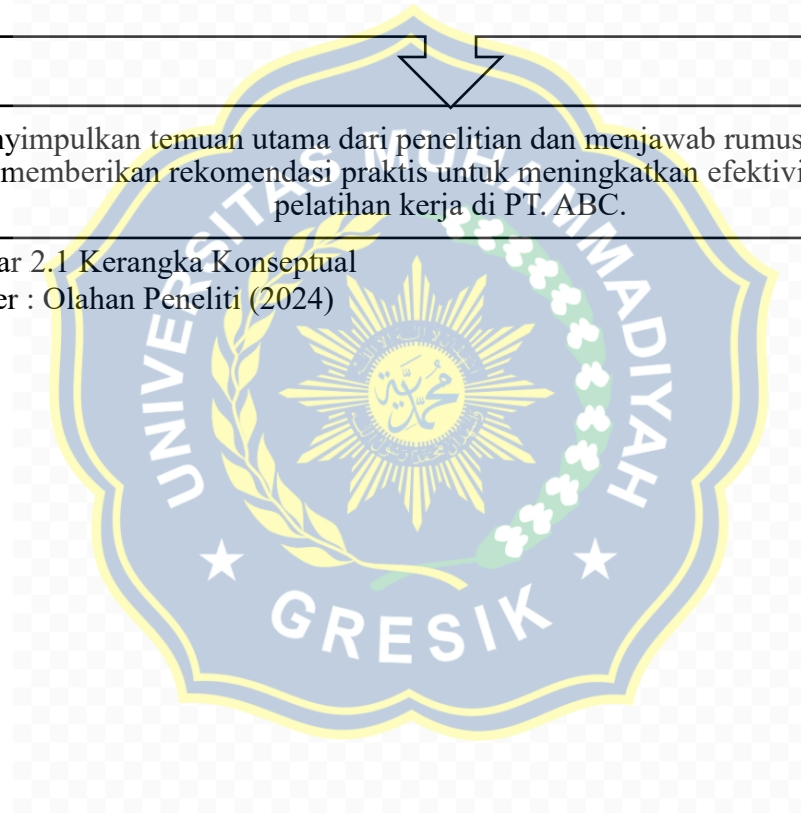 nyimpulkan temuan utama dari penelitian dan menjawab rumus
memberikan rekomendasi praktis untuk meningkatkan efektivi
pelatihan kerja di PT. ABC.
ar 2.1 Kerangka Konseptual
er : Olahan Peneliti (2024)
UNIVERSITAS MUHAMMADIYAH
GRESIK